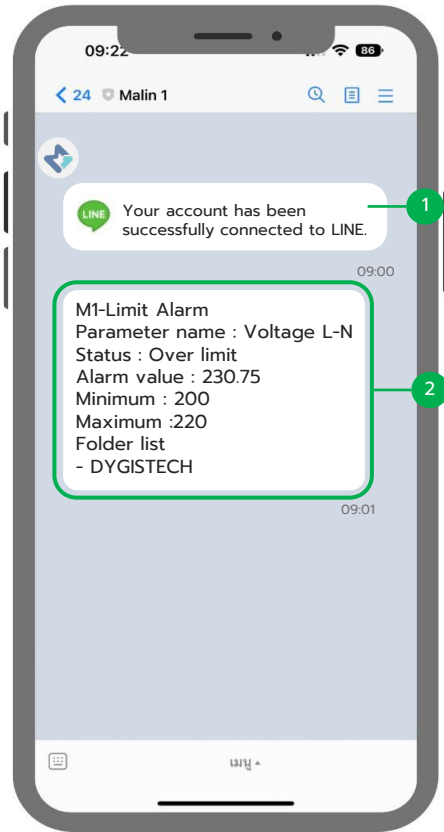 09:22
86
24 Malin 1
LINE
Your account has been
successfully connected to LINE.
1
09:00
M1-Limit Alarm
Parameter name : Voltage L-N
Status : Over limit
Alarm value : 230.75
Minimum : 200
Maximum :220
Folder list
- DYGISTECH
2
09:01
เมนู